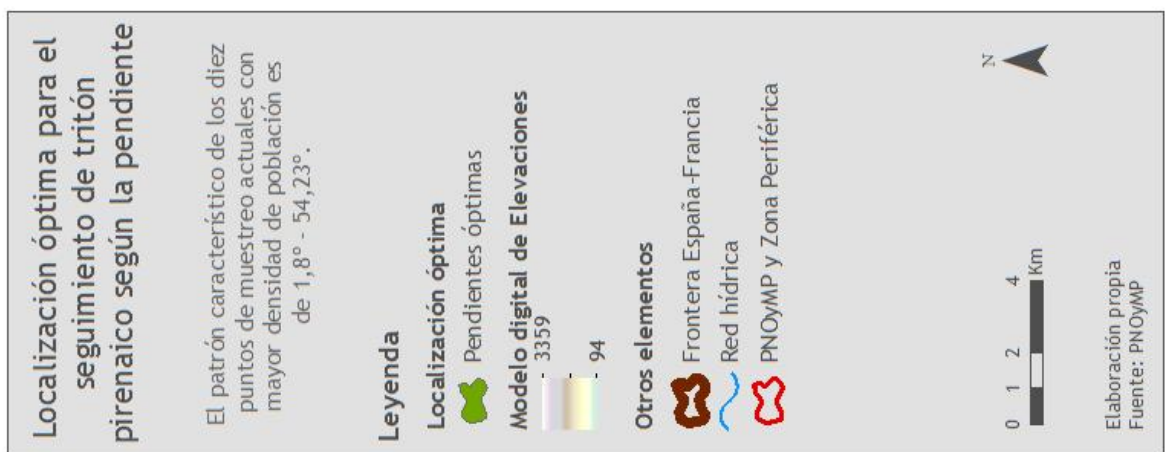 Localización óptima para el
seguimiento de tritón
pirenaico según la pendiente
El patrón característico de los diez
puntos de muestreo actuales con
mayor densidad de población es
de 1,8º - 54,23º.
Leyenda
Localización óptima
Pendientes óptimas
Modelo digital de Elevaciones
3359
94
Otros elementos
Frontera España-Francia
Red hídrica
PNOyMP y Zona Periférica
N
0 1 2 4
Km
Elaboración propia
Fuente: PNOyMP